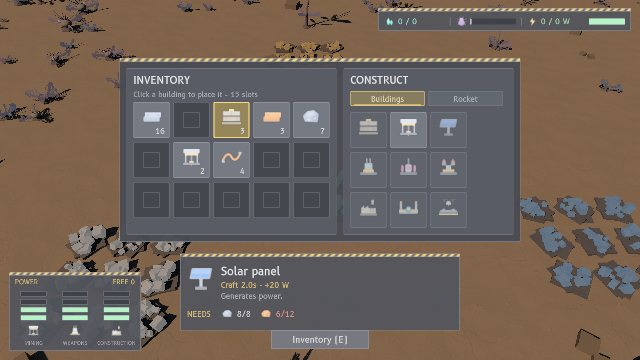 0 / 0
0 / 0 W
INVENTORY
Click a building to place it - 15 slots
16
3
3
7
2
4
CONSTRUCT
Buildings
Rocket
POWER
FREE 0
MINING
WEAPONS
CONSTRUCTION
Solar panel
Craft 2.0s - +20 W
Generates power.
NEEDS
8/8
6/12
Inventory [E]